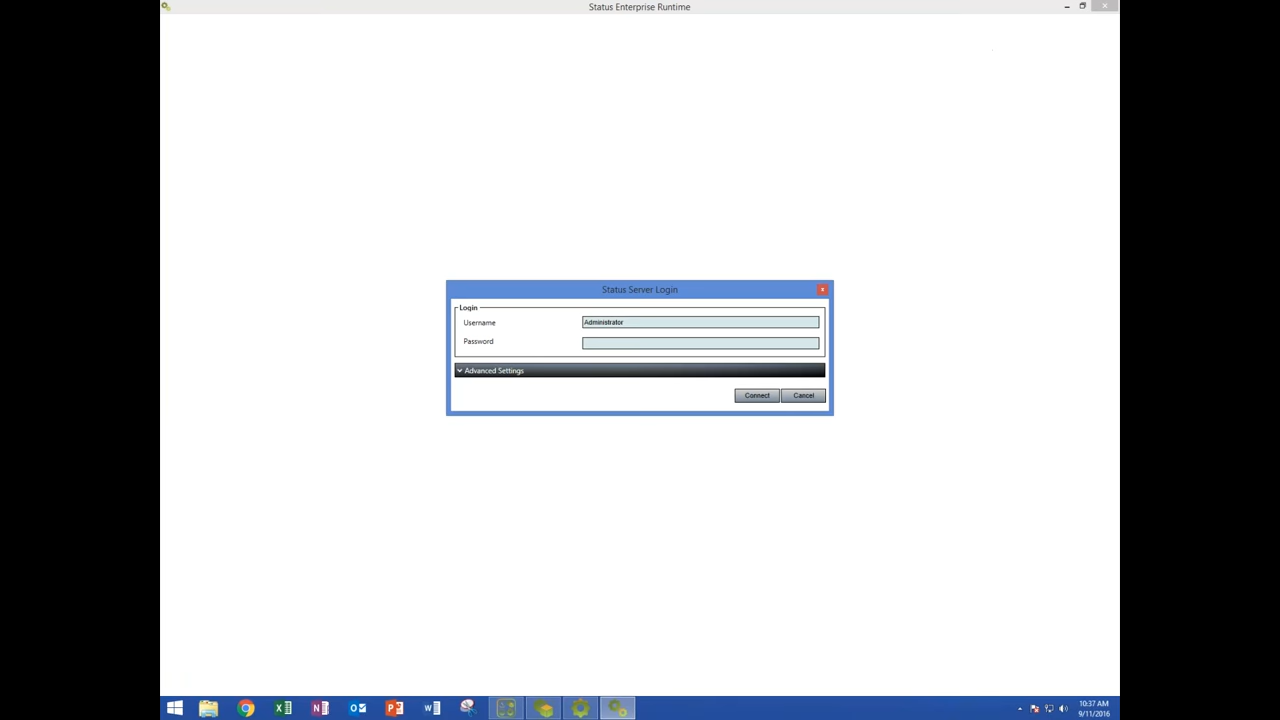 Status Enterprise Runtime
Status Server Login
Login
Username
Administrator
Password
Advanced Settings
Connect
Cancel
10:37 AM
9/11/2016